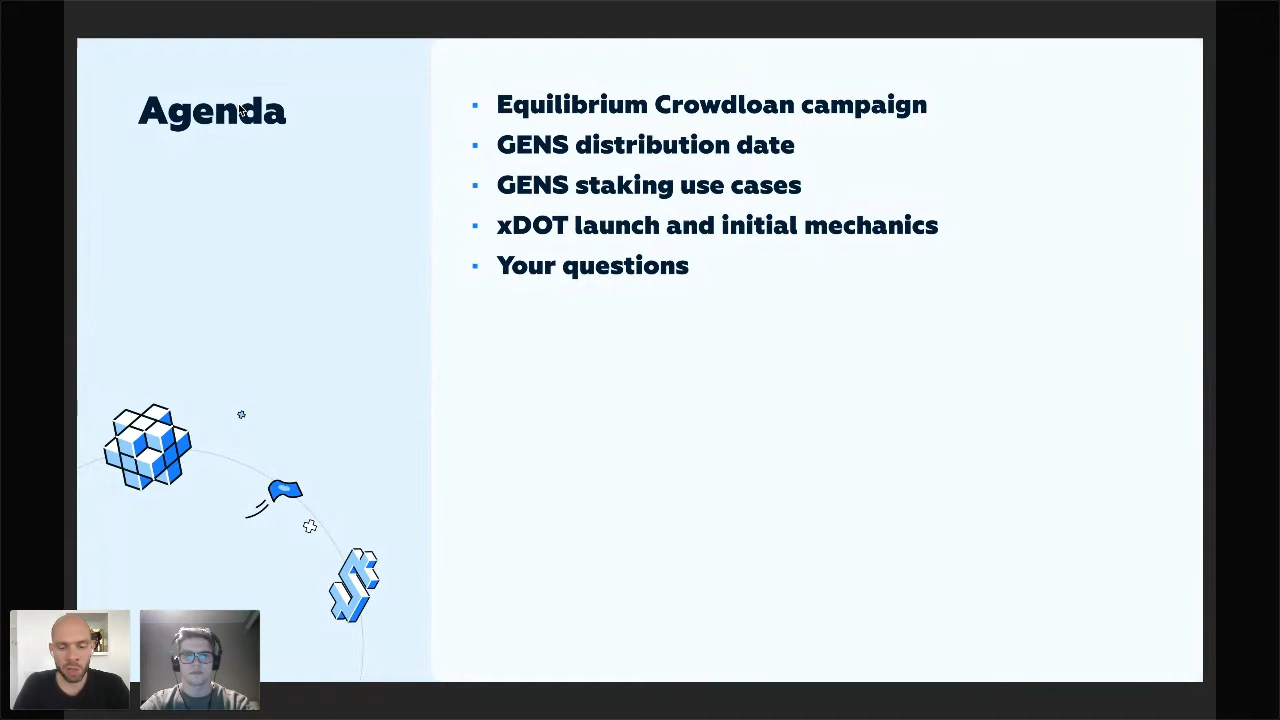 Agenda
Equilibrium Crowdloan campaign
GENS distribution date
GENS staking use cases
xDOT launch and initial mechanics
Your questions